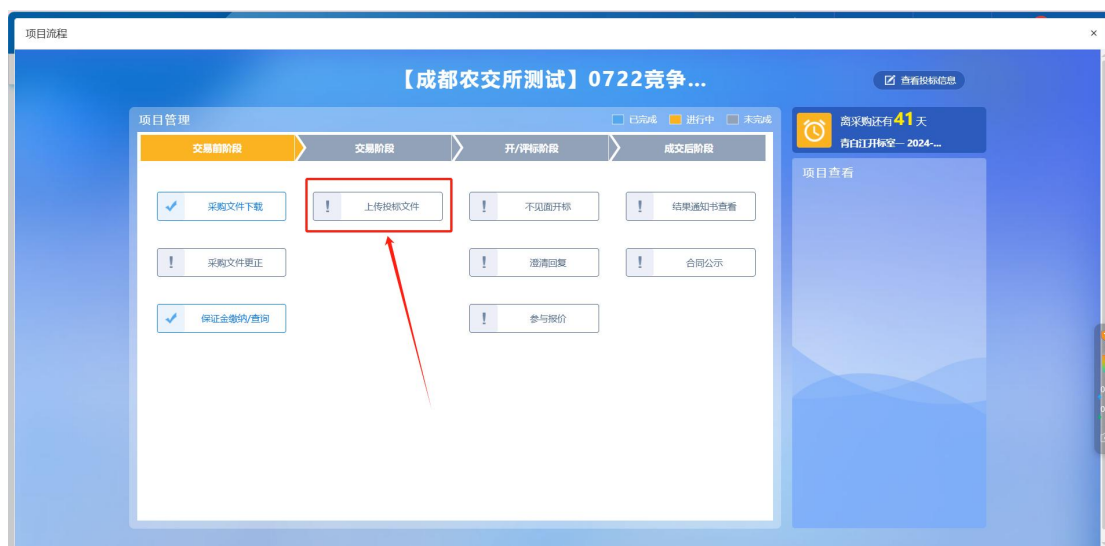 项目流程
×
【成都农交所测试】0722竞争...
查看投标信息
项目管理
已完成 进行中 未完成
离采购还有41天
青白江开标室— 2024-...
交易前阶段 交易阶段 开/评标阶段 成交后阶段
项目查看
采购文件下载 上传投标文件 不见面开标 结果通知书查看
采购文件更正 澄清回复 合同公示
保证金缴纳/查询 参与报价